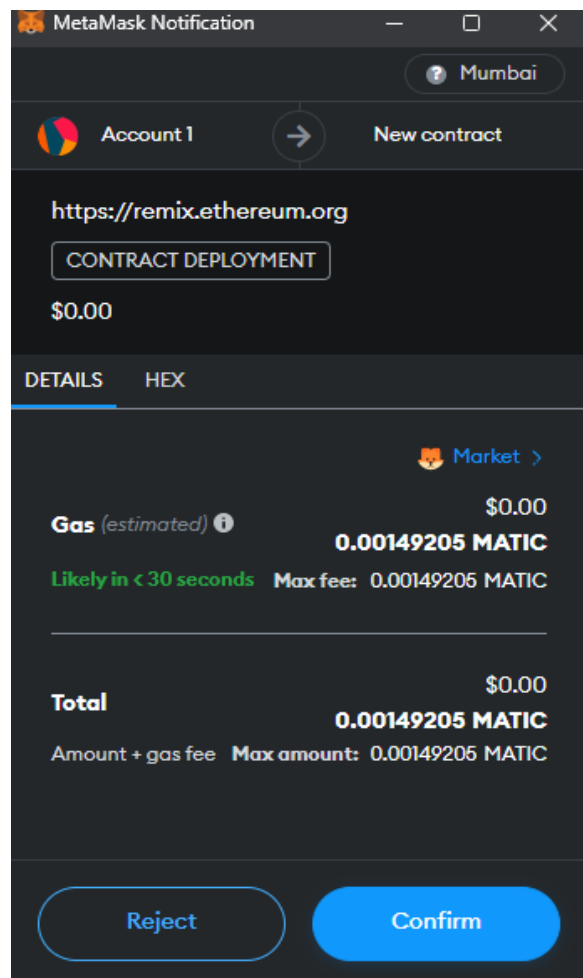 MetaMask Notification
Mumbai
Account 1
New contract
https://remix.ethereum.org
CONTRACT DEPLOYMENT
$0.00
DETAILS HEX
Market >
$0.00
Gas (estimated)
0.00149205 MATIC
Likely in < 30 seconds Max fee: 0.00149205 MATIC
$0.00
Total
0.00149205 MATIC
Amount + gas fee Max amount: 0.00149205 MATIC
Reject Confirm